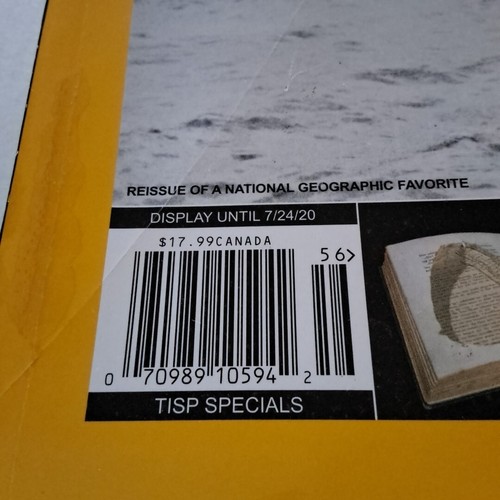 REISSUE OF A NATIONAL GEOGRAPHIC FAVORITE
DISPLAY UNTIL 7/24/20
$17.99CANADA
56>
0 70989 10594 2
TISP SPECIALS